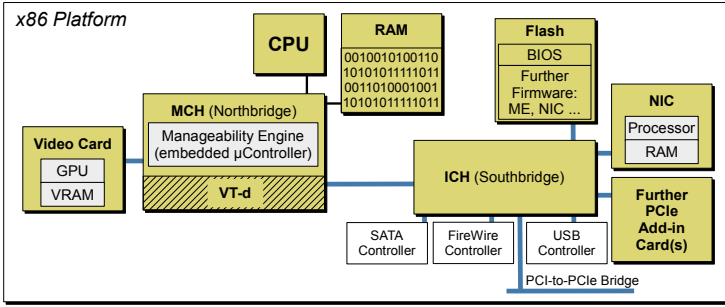 x86 Platform
CPU
RAM
0010010100110
10101011111011
0011010001001
10101011111011
Flash
BIOS
Further
Firmware:
ME, NIC ...
NIC
Processor
RAM
MCH (Northbridge)
Manageability Engine
(embedded µController)
VT-d
Video Card
GPU
VRAM
ICH (Southbridge)
Further
PCIe
Add-in
Card(s)
SATA
Controller
FireWire
Controller
USB
Controller
PCI-to-PCIe Bridge